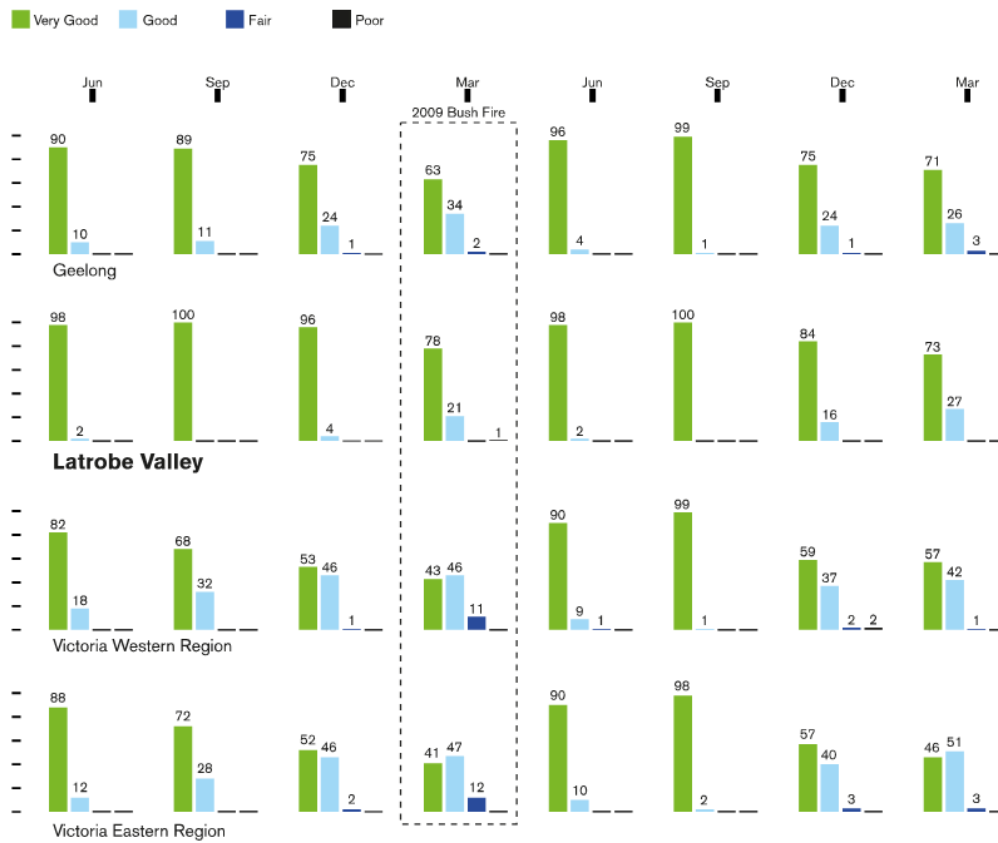 Very Good Good Fair Poor
Jun Sep Dec Mar Jun Sep Dec Mar
2009 Bush Fire
90 10 89 11 75 24 1 63 34 2 96 4 99 1 75 24 1 71 26 3
Geelong
98 2 100 96 4 78 21 1 98 2 100 84 16 73 27
Latrobe Valley
82 18 68 32 53 46 1 43 46 11 90 9 1 99 1 59 37 2 2 57 42 1
Victoria Western Region
88 12 72 28 52 46 2 41 47 12 90 10 98 2 57 40 3 46 51 3
Victoria Eastern Region